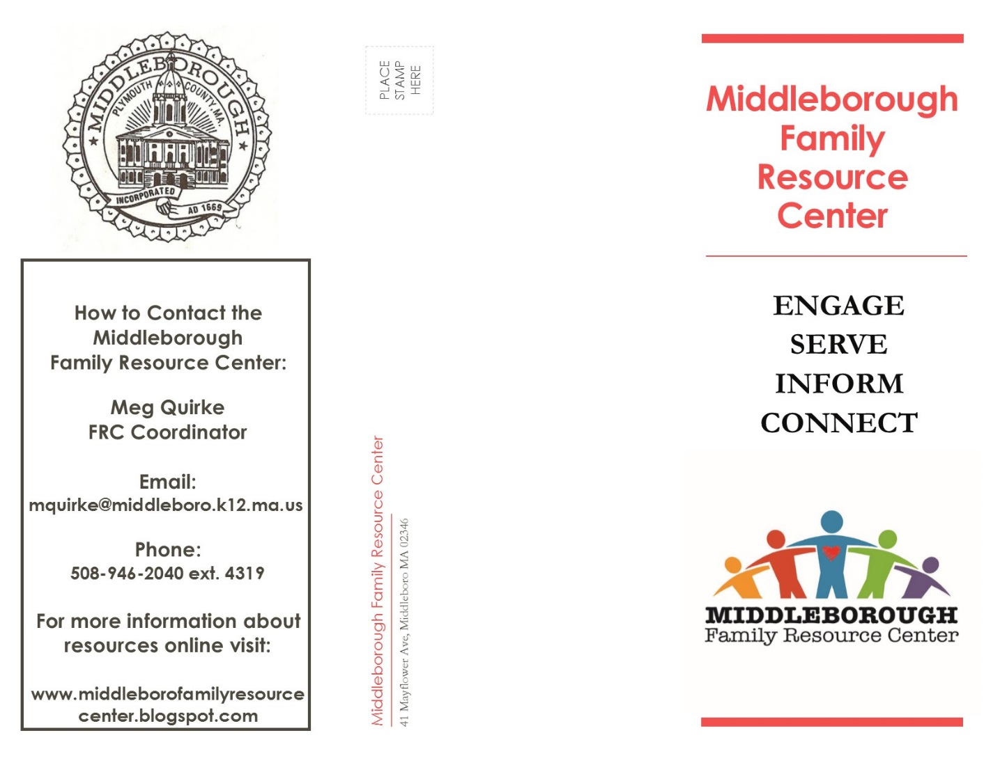 MIDDLEBOROUGH
PLYMOUTH COUNTY, MA.
INCORPORATED
AD 1669
How to Contact the
Middleborough
Family Resource Center:
Meg Quirke
FRC Coordinator
Email:
mquirke@middleboro.k12.ma.us
Phone:
508-946-2040 ext. 4319
For more information about
resources online visit:
www.middleborofamilyresource
center.blogspot.com
PLACE
STAMP
HERE
Middleborough Family Resource Center
41 Mayflower Ave, Middleboro MA 02346
Middleborough
Family
Resource
Center
ENGAGE
SERVE
INFORM
CONNECT
MIDDLEBOROUGH
Family Resource Center